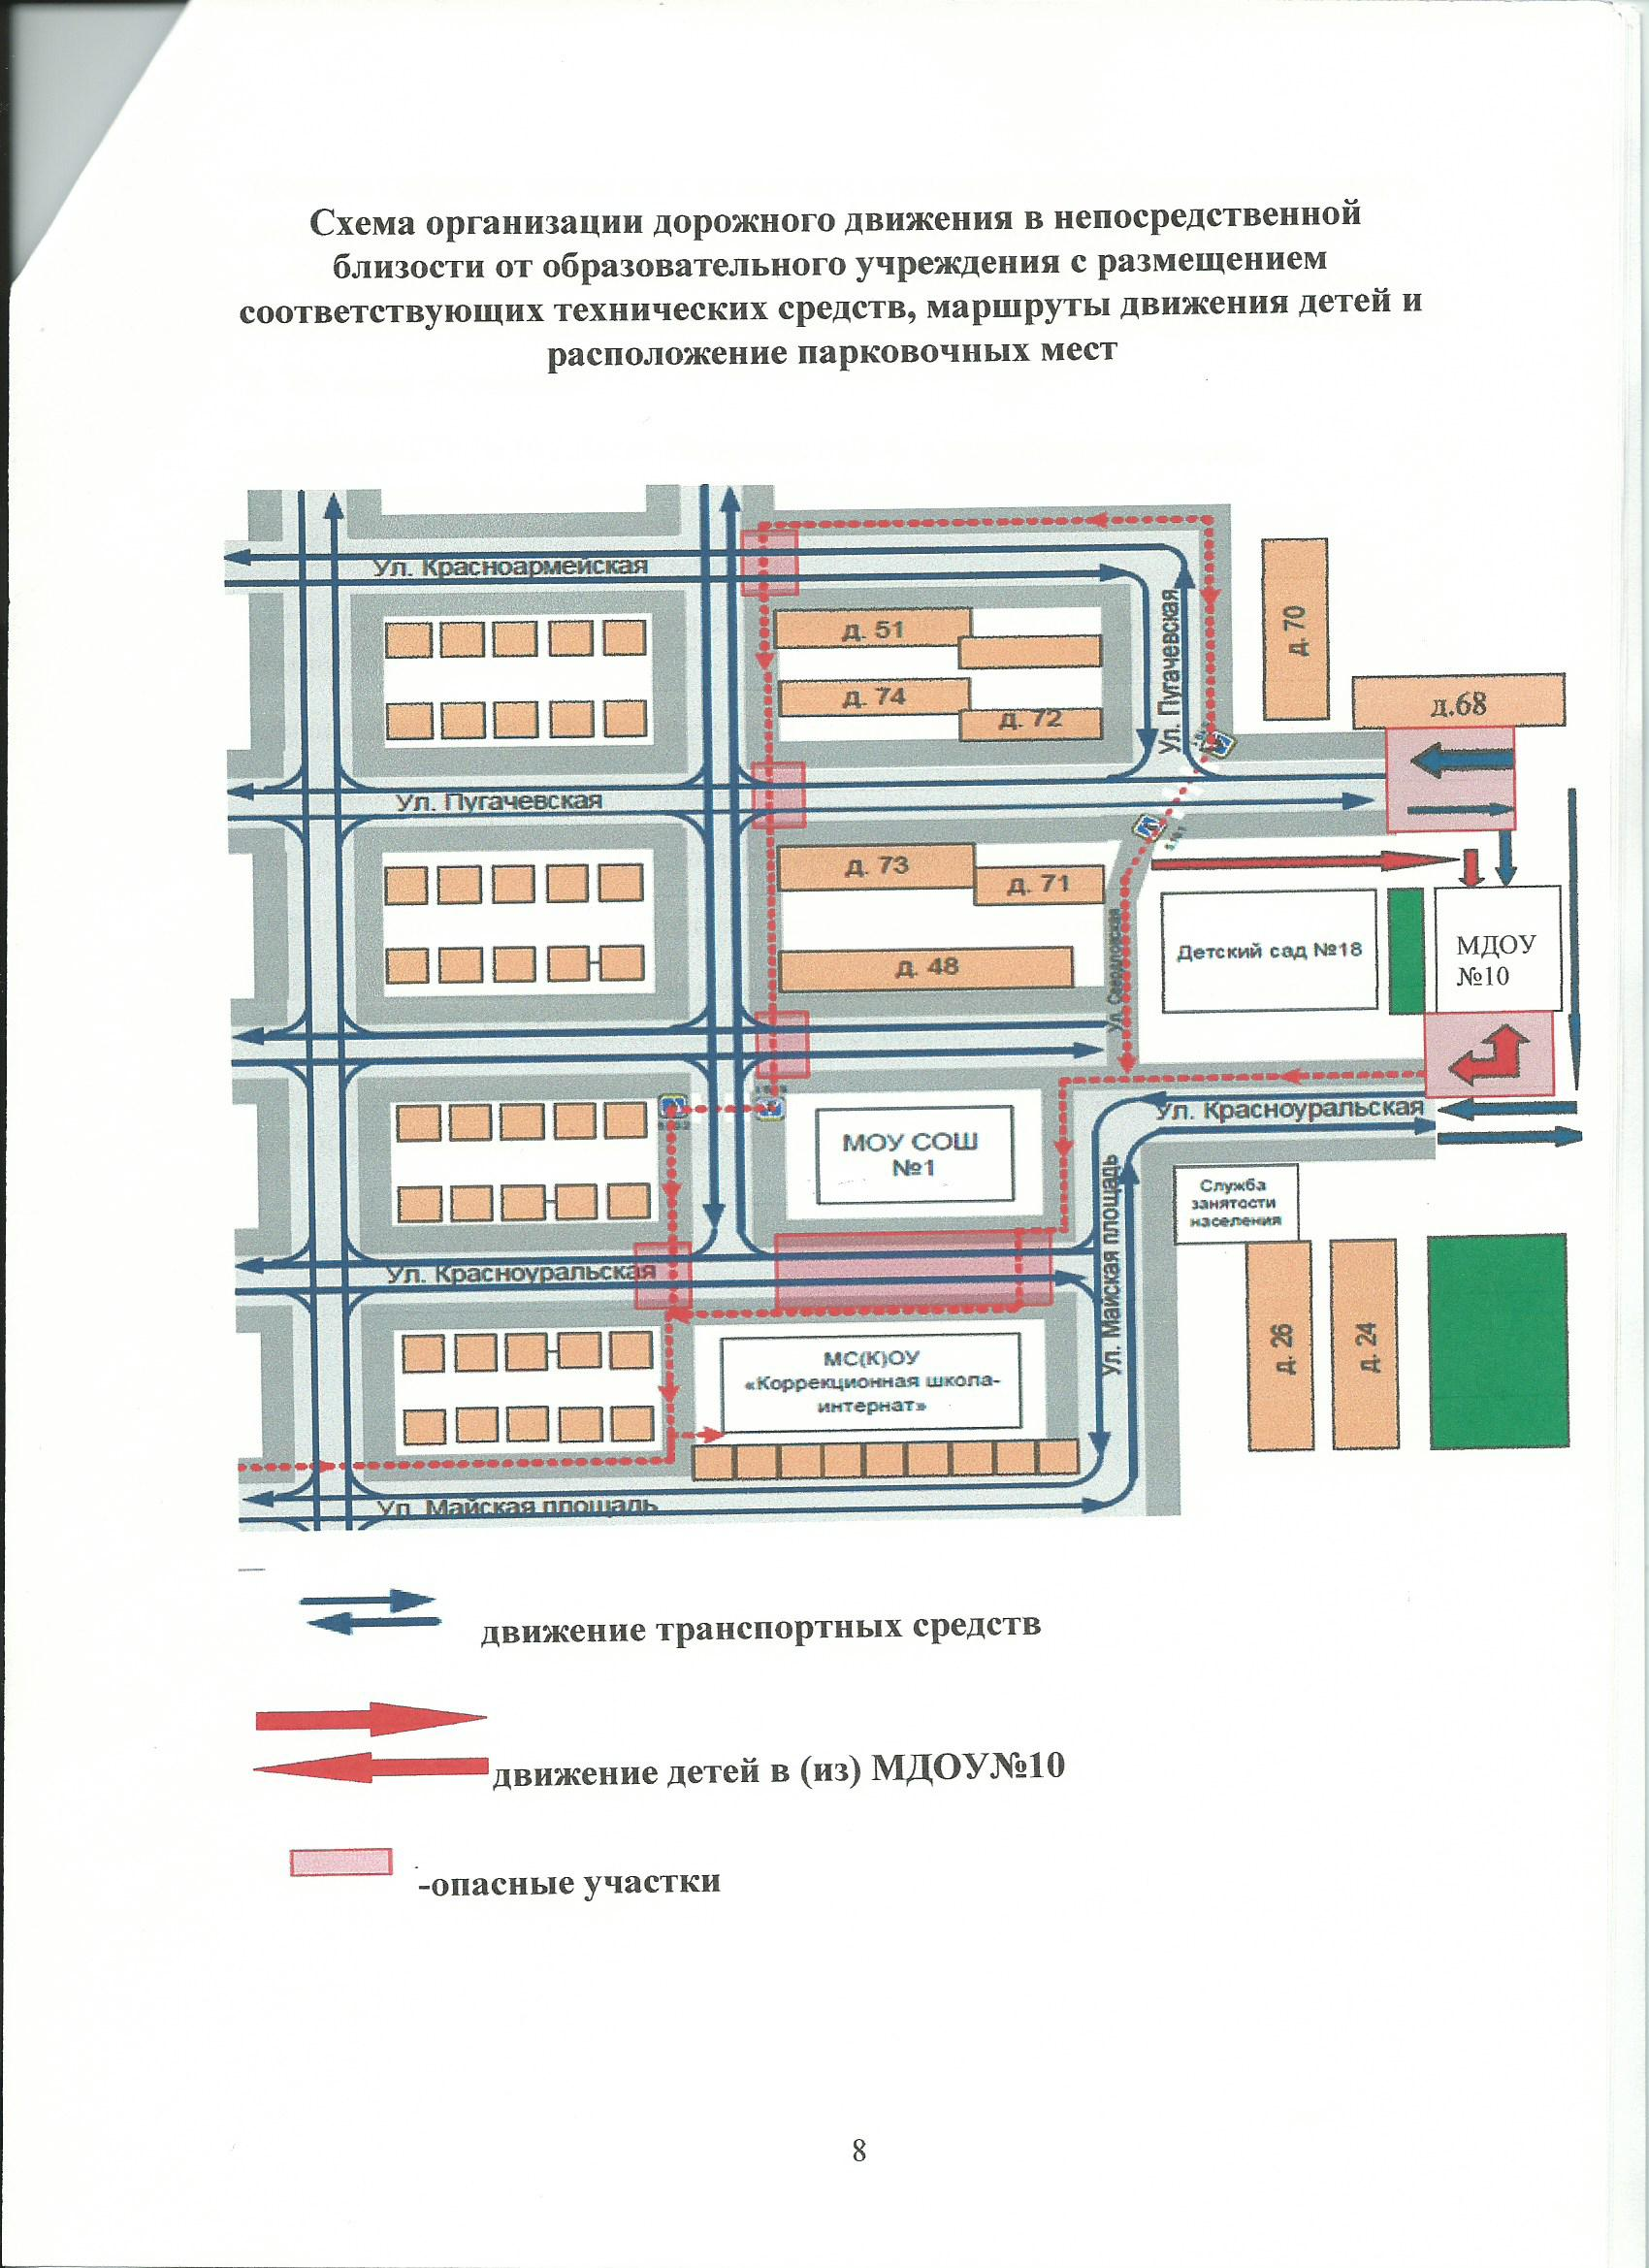 Схема организации дорожного движения в непосредственной
близости от образовательного учреждения с размещением
соответствующих технических средств, маршруты движения детей и
расположение парковочных мест
Ул. Красноармейская
д. 51
Ул. Пугачевская
д. 70
д. 74
д. 72
д.68
Ул. Пугачевская
д. 73
д. 71
Детский сад №18
МДОУ
№10
д. 48
Ул. Свердловская
Ул. Красноуральская
МОУ СОШ
№1
Служба
занятости
населения
Ул. Красноуральская
Ул. Майская площадь
д. 26
д. 24
МС(К)ОУ
«Коррекционная школа-
интернат»
Ул. Майская площадь
движение транспортных средств
движение детей в (из) МДОУ№10
-опасные участки
8